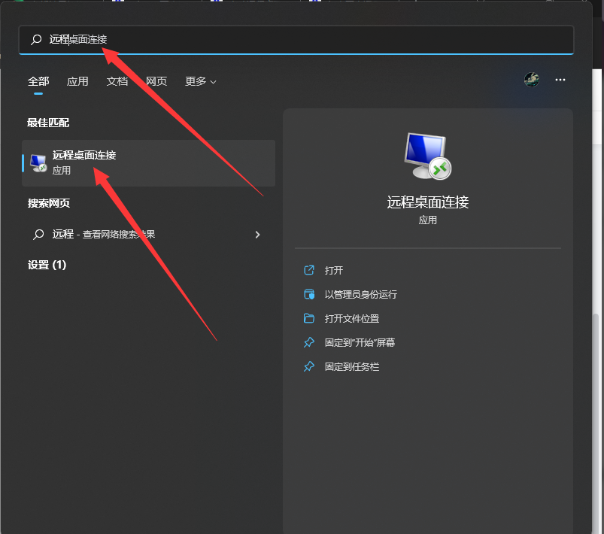 远程桌面连接
全部 应用 文档 网页 更多
最佳匹配
远程桌面连接
应用
搜索网页
远程 - 查看网络搜索结果
设置 (1)
远程桌面连接
应用
打开
以管理员身份运行
打开文件位置
固定到"开始"屏幕
固定到任务栏